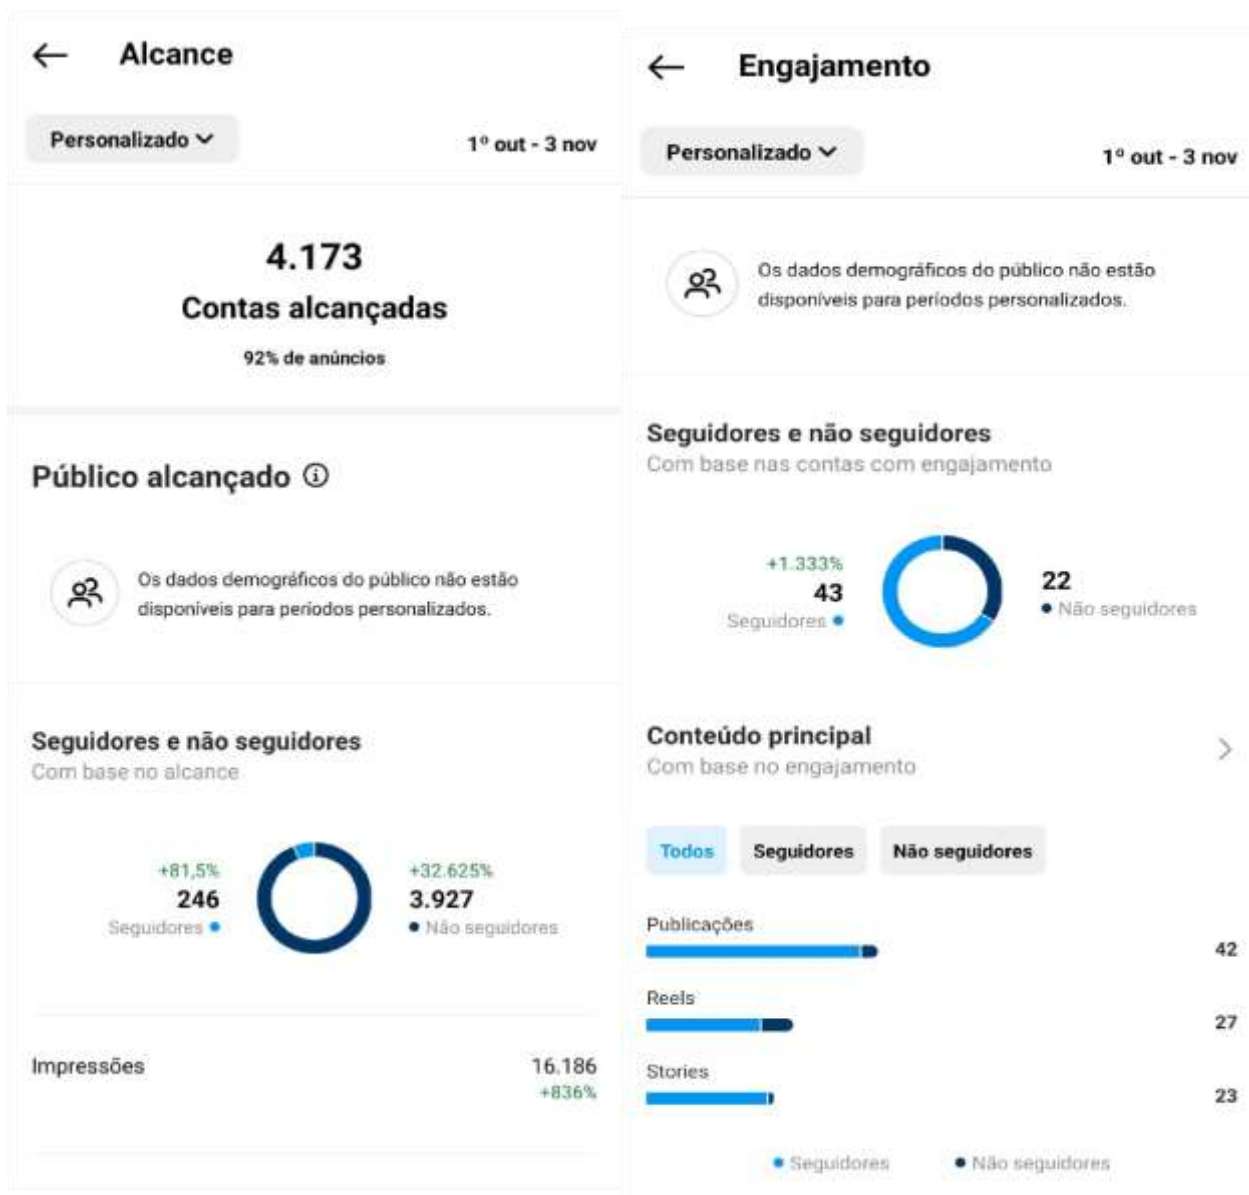 Alcance
Personalizado
1º out - 3 nov
4.173
Contas alcançadas
92% de anúncios
Público alcançado
Os dados demográficos do público não estão
disponíveis para períodos personalizados.
Seguidores e não seguidores
Com base no alcance
+81,5%
246
Seguidores
+32.625%
3.927
Não seguidores
Impressões
16.186
+836%
Engajamento
Personalizado
1º out - 3 nov
Os dados demográficos do público não estão
disponíveis para períodos personalizados.
Seguidores e não seguidores
Com base nas contas com engajamento
+1.333%
43
Seguidores
22
Não seguidores
Conteúdo principal
Com base no engajamento
Todos
Seguidores
Não seguidores
Publicações
42
Reels
27
Stories
23
Seguidores
Não seguidores